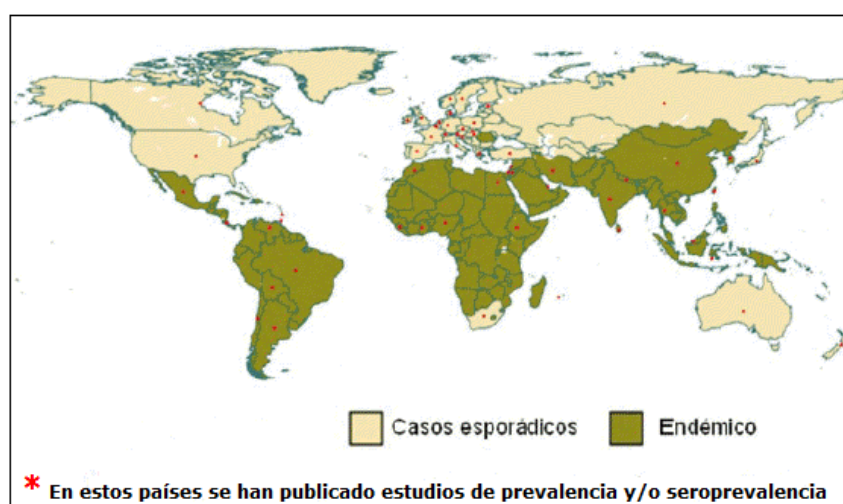 Casos esporádicos
Endémico
* En estos países se han publicado estudios de prevalencia y/o seroprevalencia